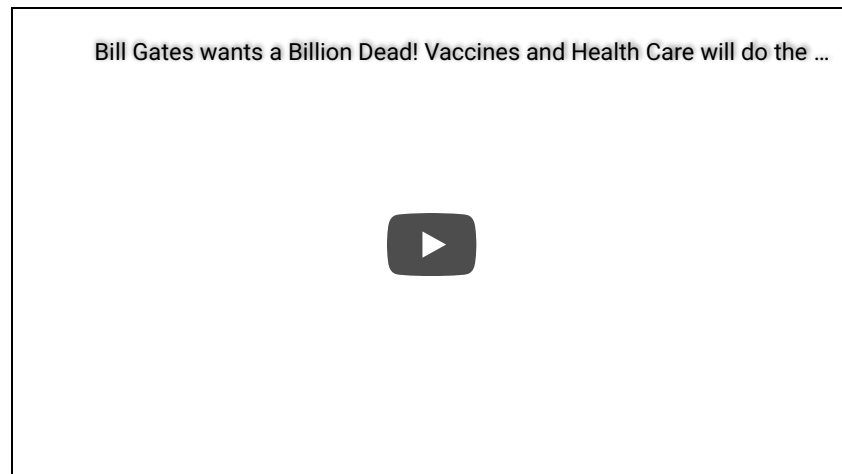 Bill Gates wants a Billion Dead! Vaccines and Health Care will do the ...